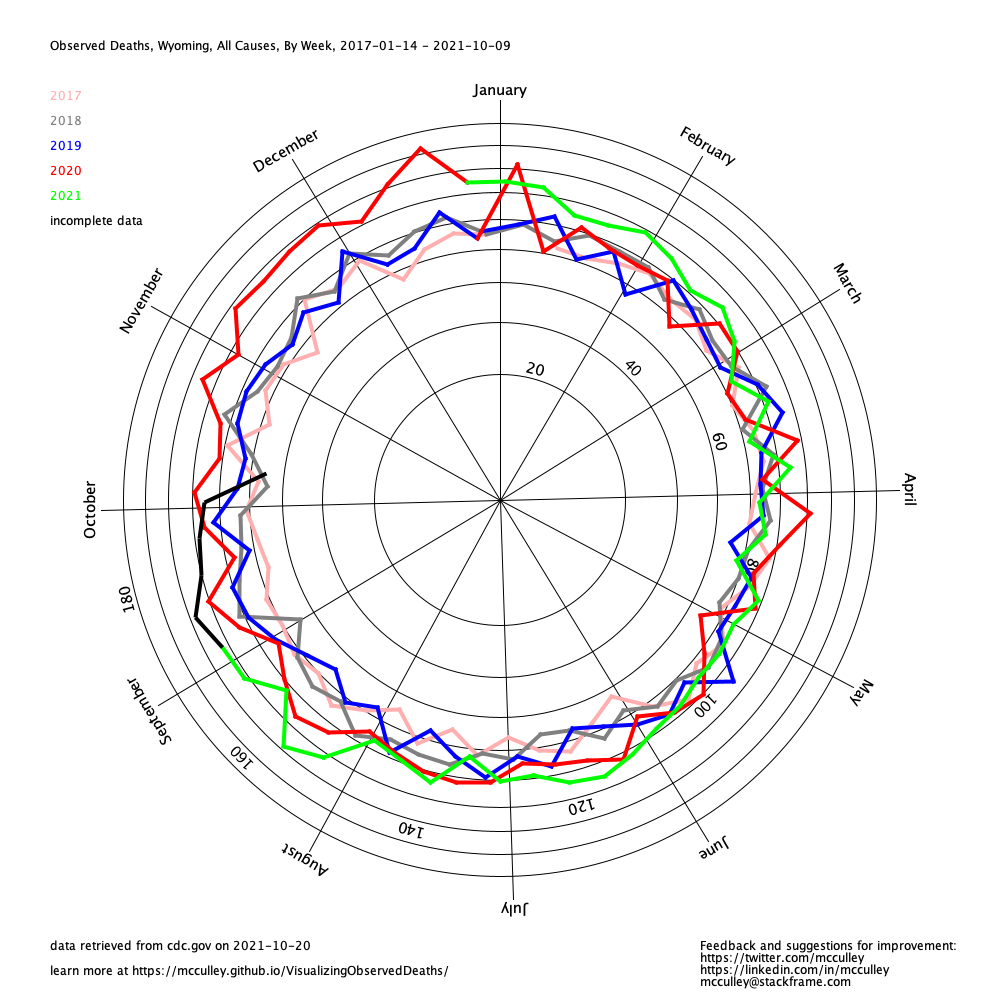 Observed Deaths, Wyoming, All Causes, By Week, 2017-01-14 - 2021-10-09
2017
2018
2019
2020
2021
incomplete data
January
February
March
April
May
June
July
August
September
October
November
December
20
40
60
80
100
120
140
160
180
data retrieved from cdc.gov on 2021-10-20
learn more at https://mcculley.github.io/VisualizingObservedDeaths/
Feedback and suggestions for improvement:
https://twitter.com/mcculley
https://linkedin.com/in/mcculley
mcculley@stackframe.com